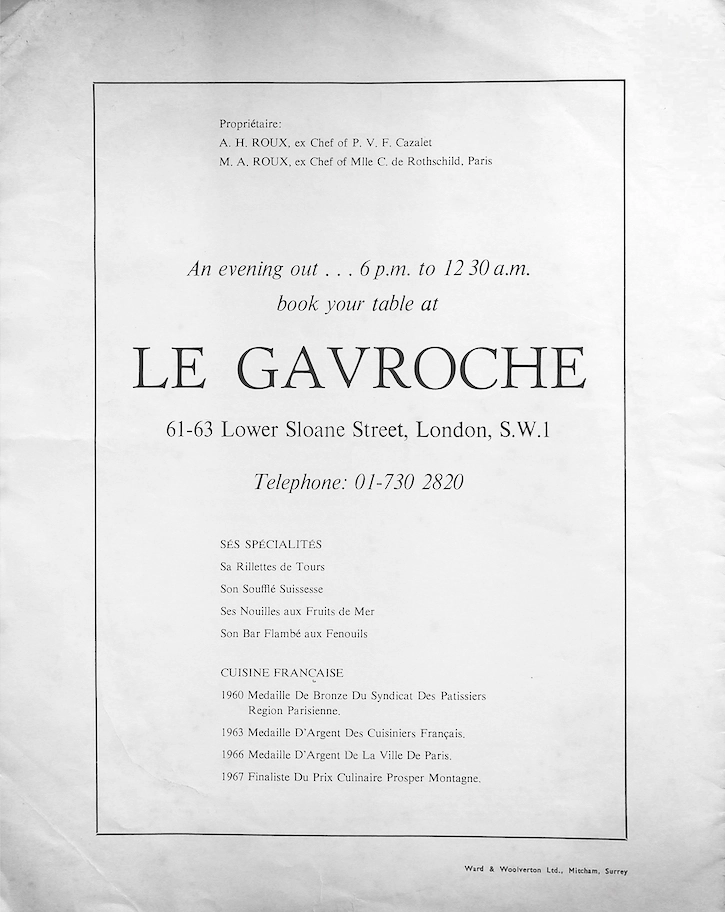 Propriétaire:
A. H. ROUX, ex Chef of P. V. F. Cazalet
M. A. ROUX, ex Chef of Mlle C. de Rothschild, Paris
An evening out . . . 6 p.m. to 12 30 a.m.
book your table at
LE GAVROCHE
61-63 Lower Sloane Street, London, S.W.1
Telephone: 01-730 2820
SÉS SPÉCIALITÉS
Sa Rillettes de Tours
Son Soufflé Suissesse
Ses Nouilles aux Fruits de Mer
Son Bar Flambé aux Fenouils
CUISINE FRANÇAISE
1960 Medaille De Bronze Du Syndicat Des Patissiers
Region Parisienne.
1963 Medaille D'Argent Des Cuisiniers Français.
1966 Medaille D'Argent De La Ville De Paris.
1967 Finaliste Du Prix Culinaire Prosper Montagne.
Ward & Woolverton Ltd., Mitcham, Surrey